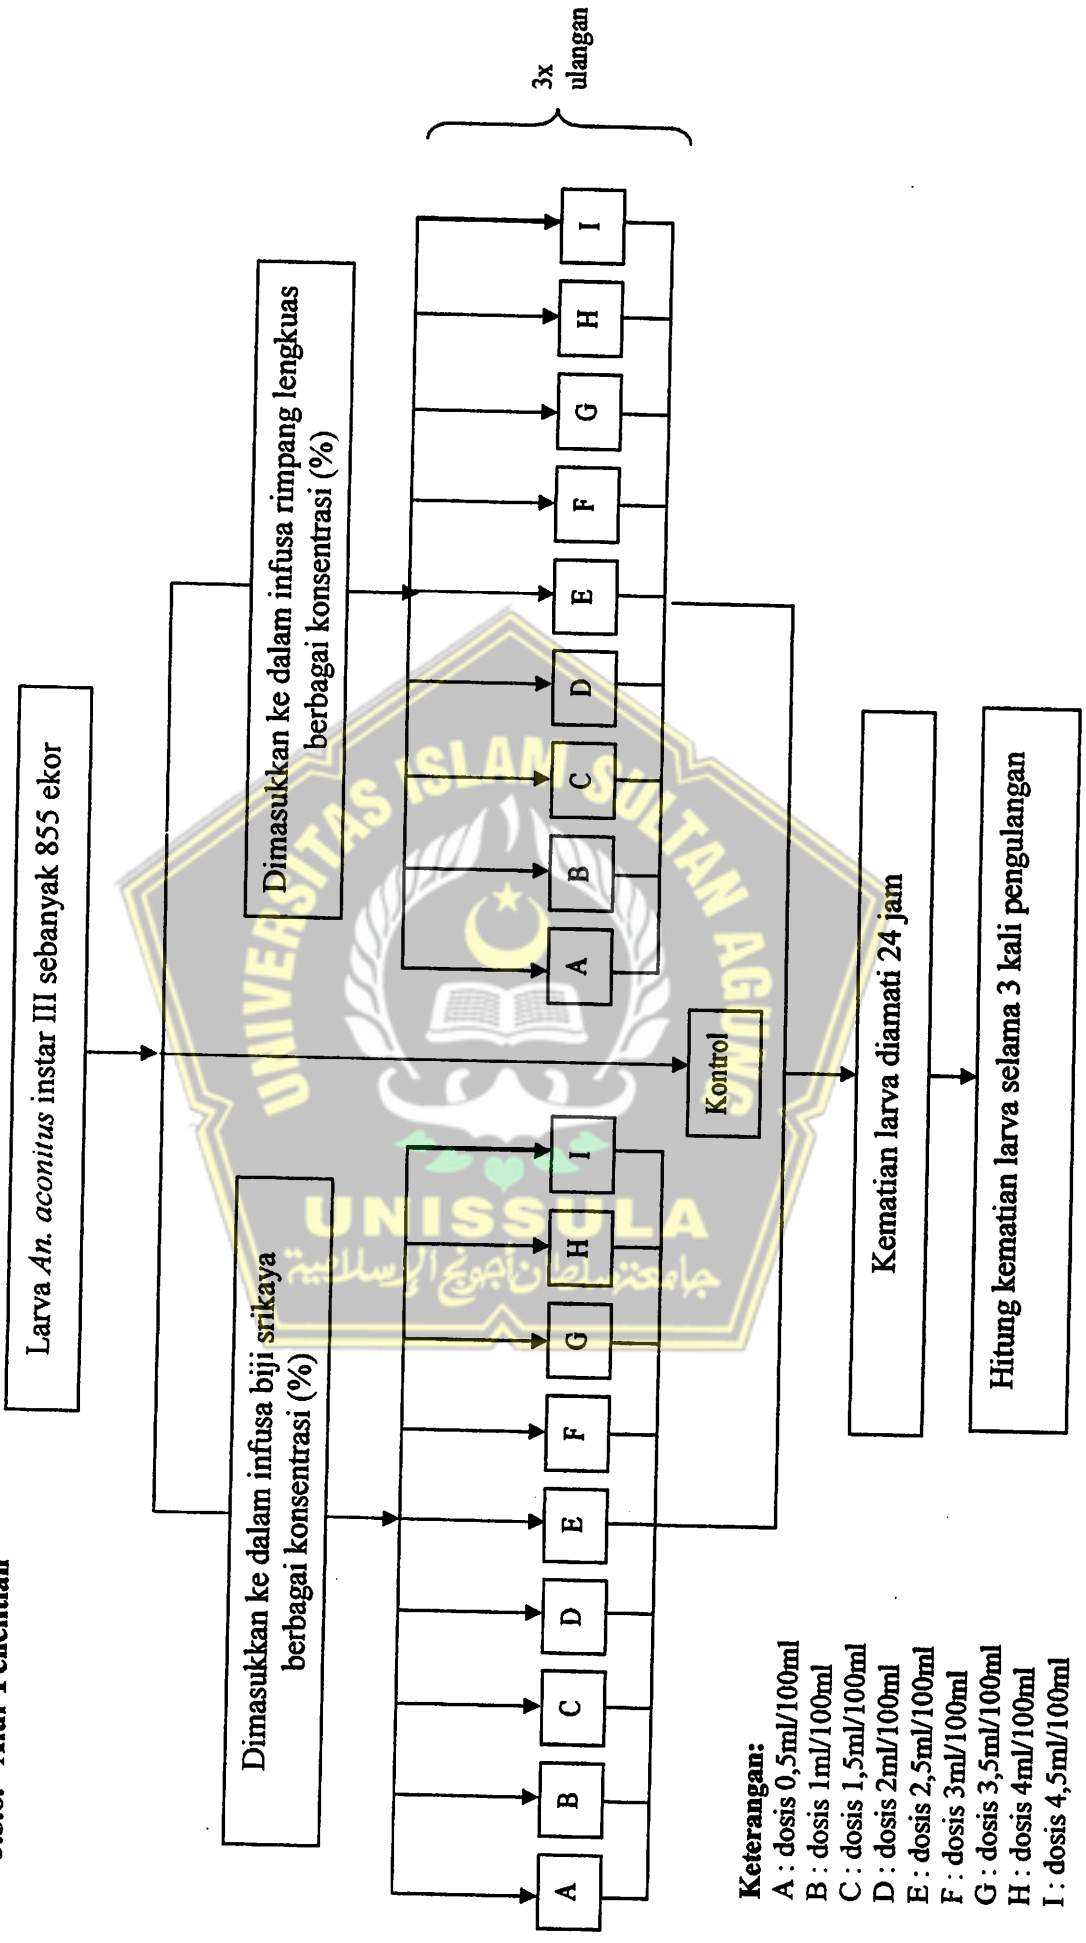 Alur Penelitian
Larva An. aconitus instar III sebanyak 855 ekor
Dimasukkan ke dalam infusa biji srikaya
berbagai konsentrasi (%)
Dimasukkan ke dalam infusa rimpang lengkuas
berbagai konsentrasi (%)
A B C D E F G H I
A B C D E F G H I
3x
ulangan
Kontrol
Kematian larva diamati 24 jam
Hitung kematian larva selama 3 kali pengulangan
Keterangan:
A : dosis 0,5ml/100ml
B : dosis 1ml/100ml
C : dosis 1,5ml/100ml
D : dosis 2ml/100ml
E : dosis 2,5ml/100ml
F : dosis 3ml/100ml
G : dosis 3,5ml/100ml
H : dosis 4ml/100ml
I : dosis 4,5ml/100ml
UNIVERSITAS ISLAM SULTAN AGUNG
UNISSULA
جامعة سلطان أجونج الإسلامية